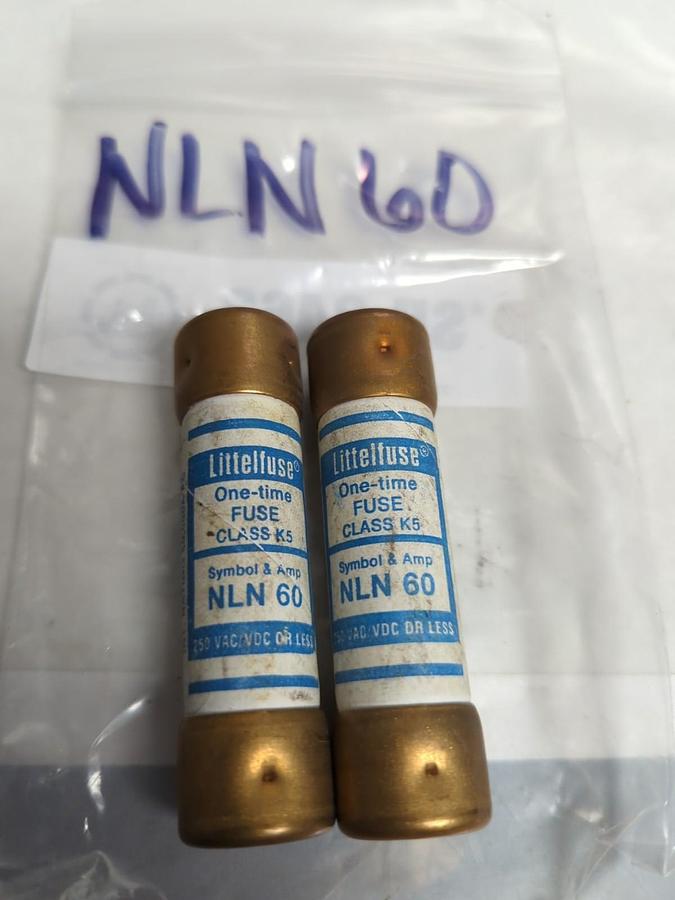 NLN 60
Littelfuse®
One-time
FUSE
CLASS K5
Symbol & Amp
NLN 60
250 VAC/VDC OR LESS
Littelfuse®
One-time
FUSE
CLASS K5
Symbol & Amp
NLN 60
250 VAC/VDC OR LESS